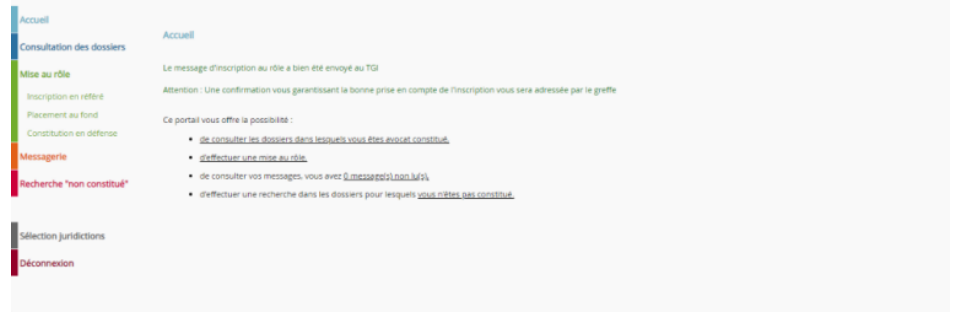 Accueil
Consultation des dossiers
Mise au rôle
Inscription en référé
Placement au fond
Constitution en défense
Messagerie
Recherche "non constitué"
Sélection juridictions
Déconnexion
Accueil
Le message d'inscription au rôle a bien été envoyé au TGI
Attention : Une confirmation vous garantissant la bonne prise en compte de l'inscription vous sera adressée par le greffe
Ce portail vous offre la possibilité :
• de consulter les dossiers dans lesquels vous êtes avocat constitué.
• d'effectuer une mise au rôle.
• de consulter vos messages, vous avez 0 message(s) non lu(s).
• d'effectuer une recherche dans les dossiers pour lesquels vous n'êtes pas constitué.